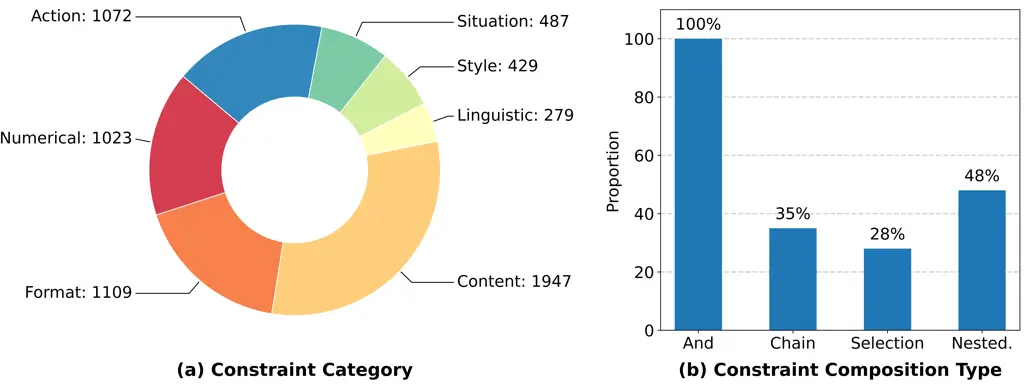 Action: 1072
Situation: 487
Style: 429
Linguistic: 279
Numerical: 1023
Format: 1109
Content: 1947
(a) Constraint Category
Proportion
100
80
60
40
20
0
100%
35%
28%
48%
And
Chain
Selection
Nested.
(b) Constraint Composition Type